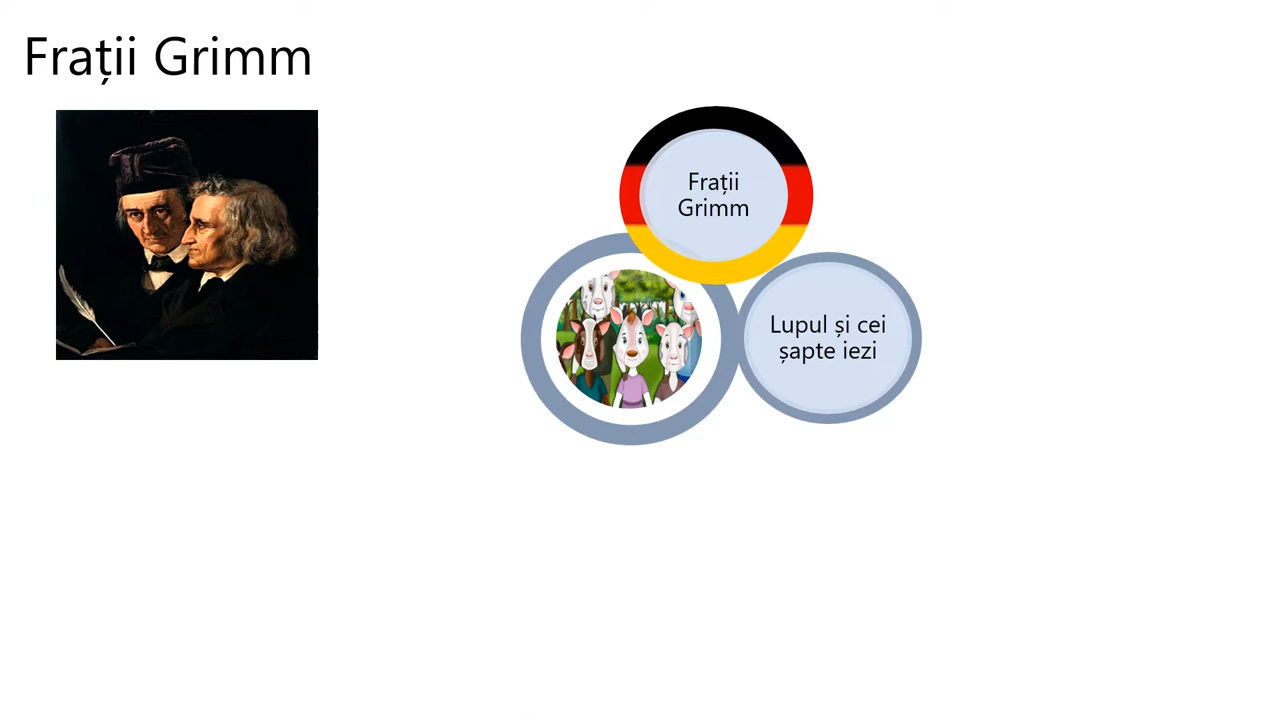 Frații Grimm
Frații
Grimm
Lupul și cei
șapte iezi